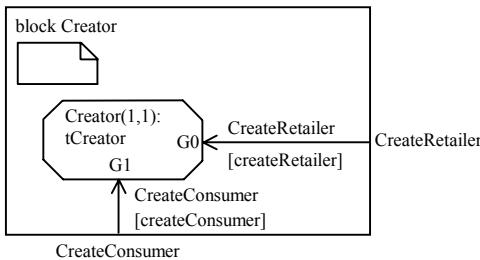 block Creator
Creator(1,1):
tCreator
G0
G1
CreateRetailer
[createRetailer]
CreateRetailer
CreateConsumer
[createConsumer]
CreateConsumer